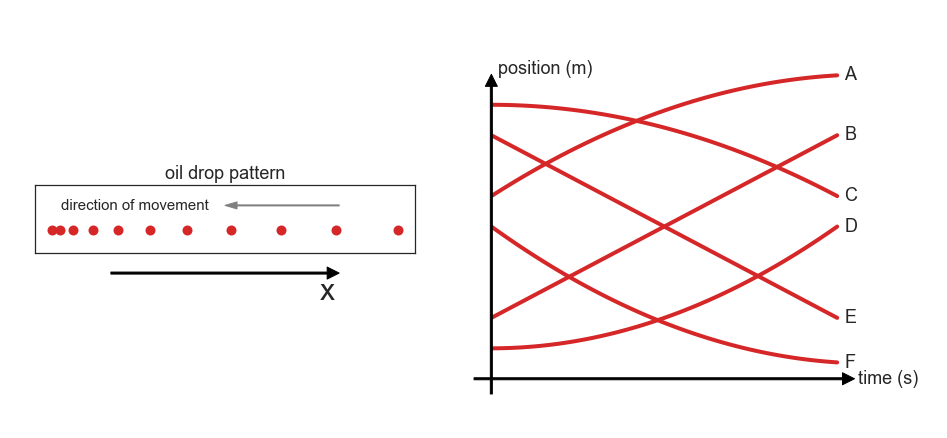 oil drop pattern
direction of movement
X
position (m)
A
B
C
D
E
F
time (s)